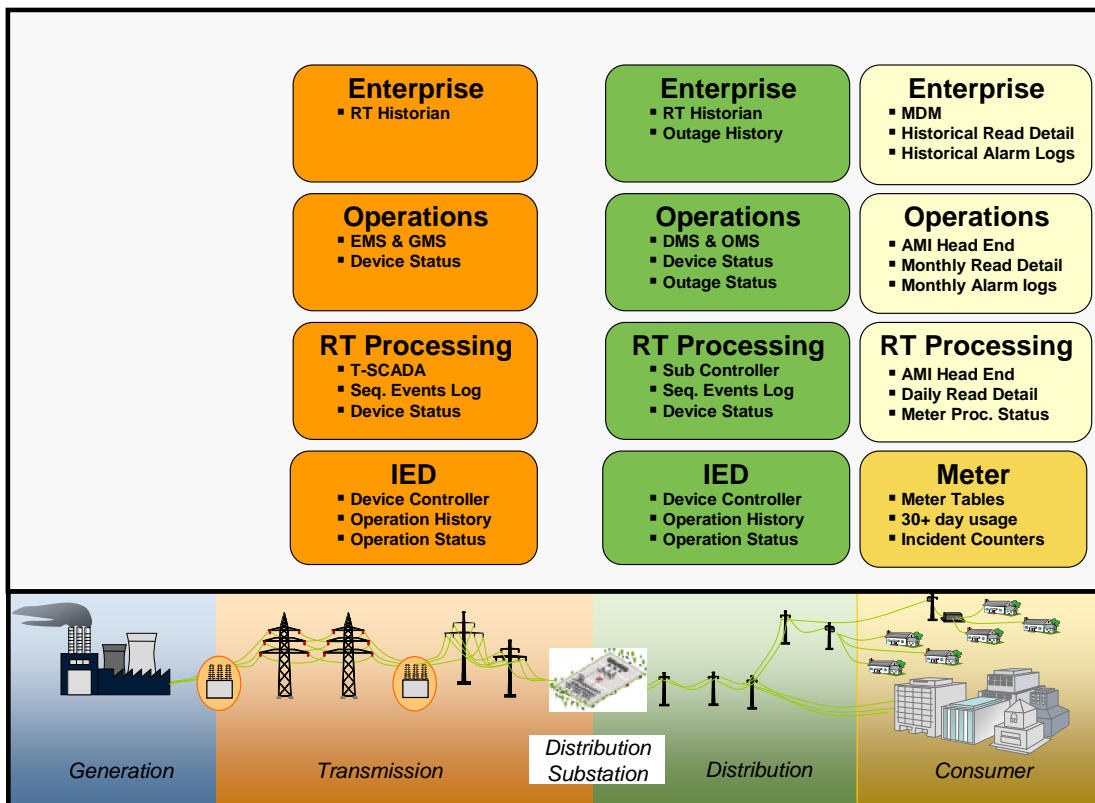 Enterprise
▪ RT Historian
Operations
▪ EMS & GMS
▪ Device Status
RT Processing
▪ T-SCADA
▪ Seq. Events Log
▪ Device Status
IED
▪ Device Controller
▪ Operation History
▪ Operation Status
Enterprise
▪ RT Historian
▪ Outage History
Operations
▪ DMS & OMS
▪ Device Status
▪ Outage Status
RT Processing
▪ Sub Controller
▪ Seq. Events Log
▪ Device Status
IED
▪ Device Controller
▪ Operation History
▪ Operation Status
Enterprise
▪ MDM
▪ Historical Read Detail
▪ Historical Alarm Logs
Operations
▪ AMI Head End
▪ Monthly Read Detail
▪ Monthly Alarm logs
RT Processing
▪ AMI Head End
▪ Daily Read Detail
▪ Meter Proc. Status
Meter
▪ Meter Tables
▪ 30+ day usage
▪ Incident Counters
Generation
Transmission
Distribution
Substation
Distribution
Consumer